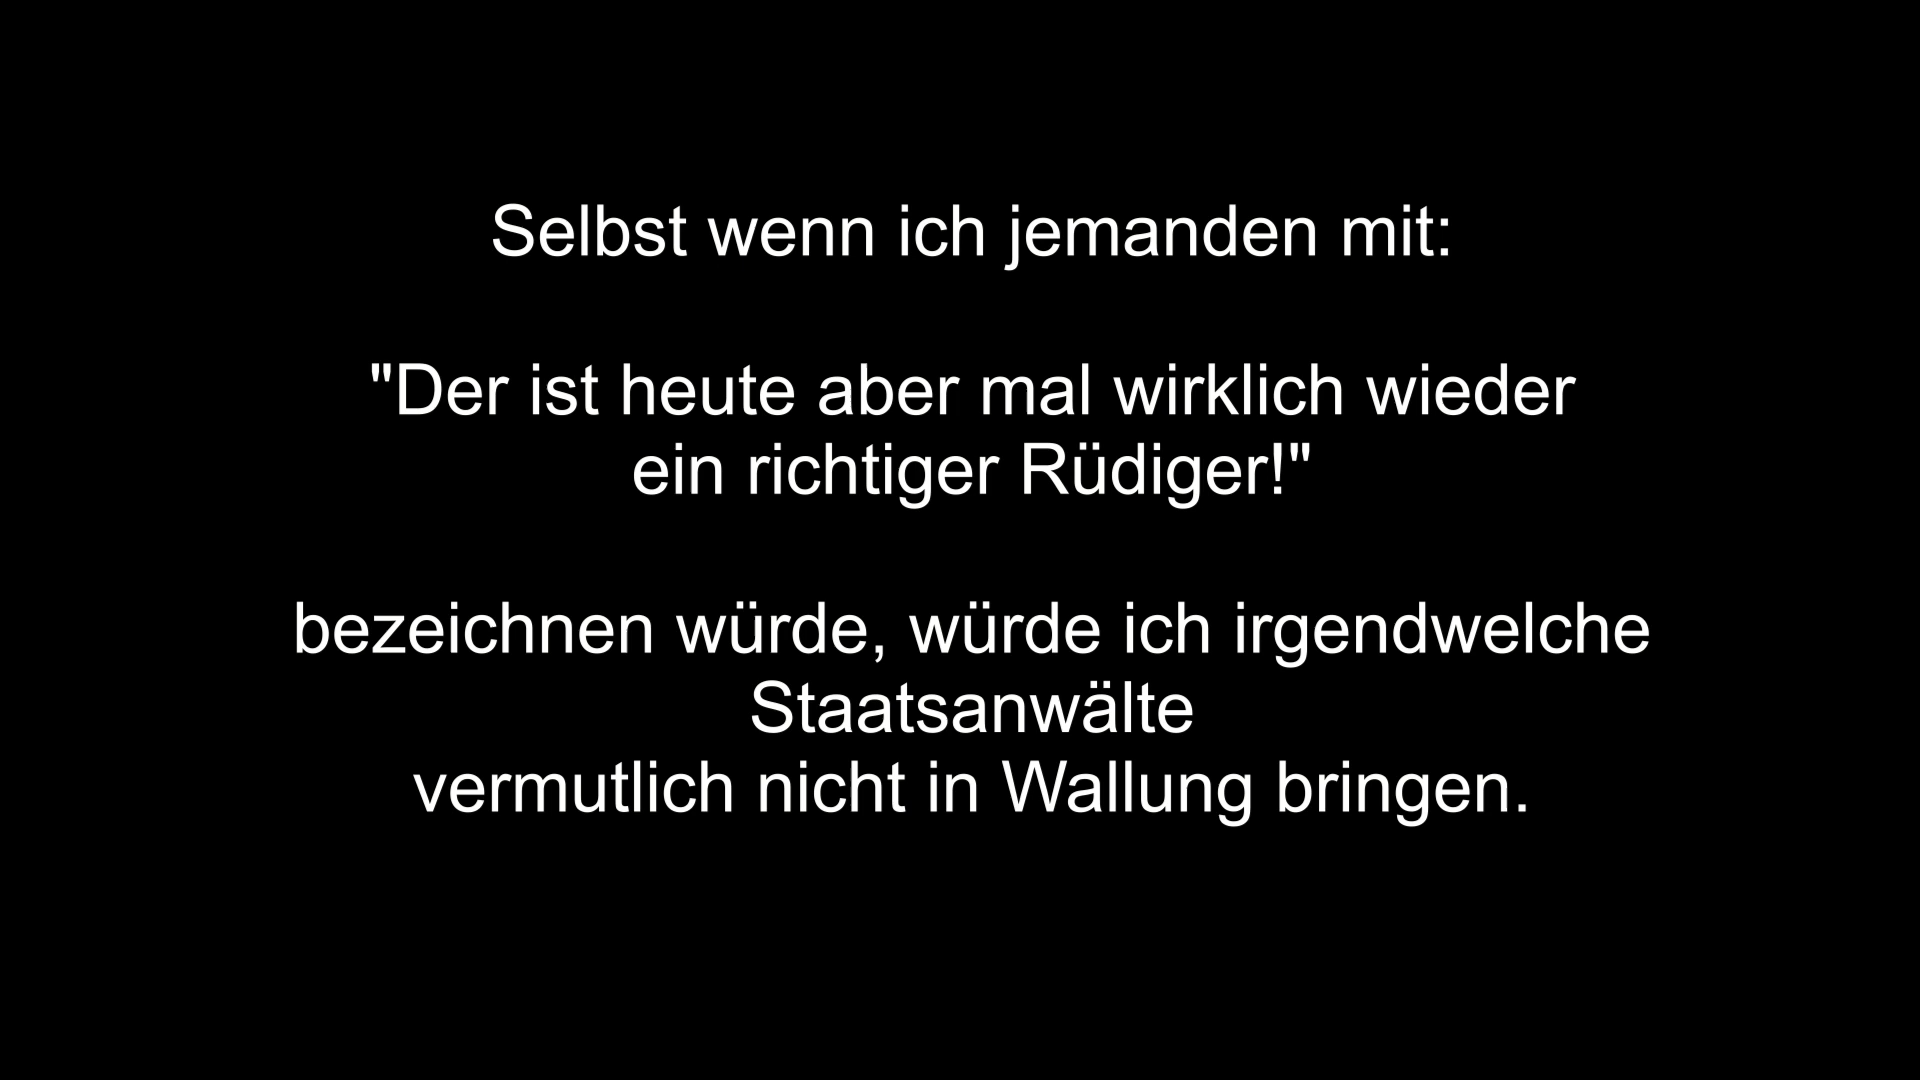 Selbst wenn ich jemanden mit:
"Der ist heute aber mal wirklich wieder
ein richtiger Rüdiger!"
bezeichnen würde, würde ich irgendwelche
Staatsanwälte
vermutlich nicht in Wallung bringen.